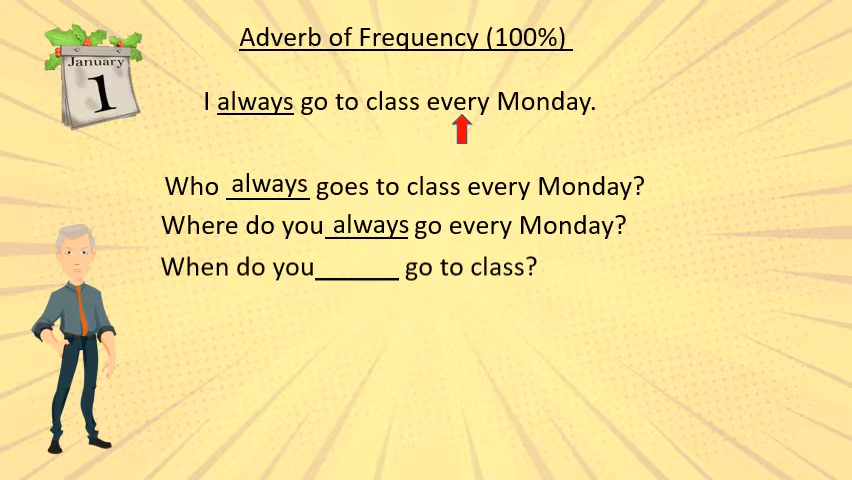 Adverb of Frequency (100%)
January
1
I always go to class every Monday.
Who always goes to class every Monday?
Where do you always go every Monday?
When do you______ go to class?